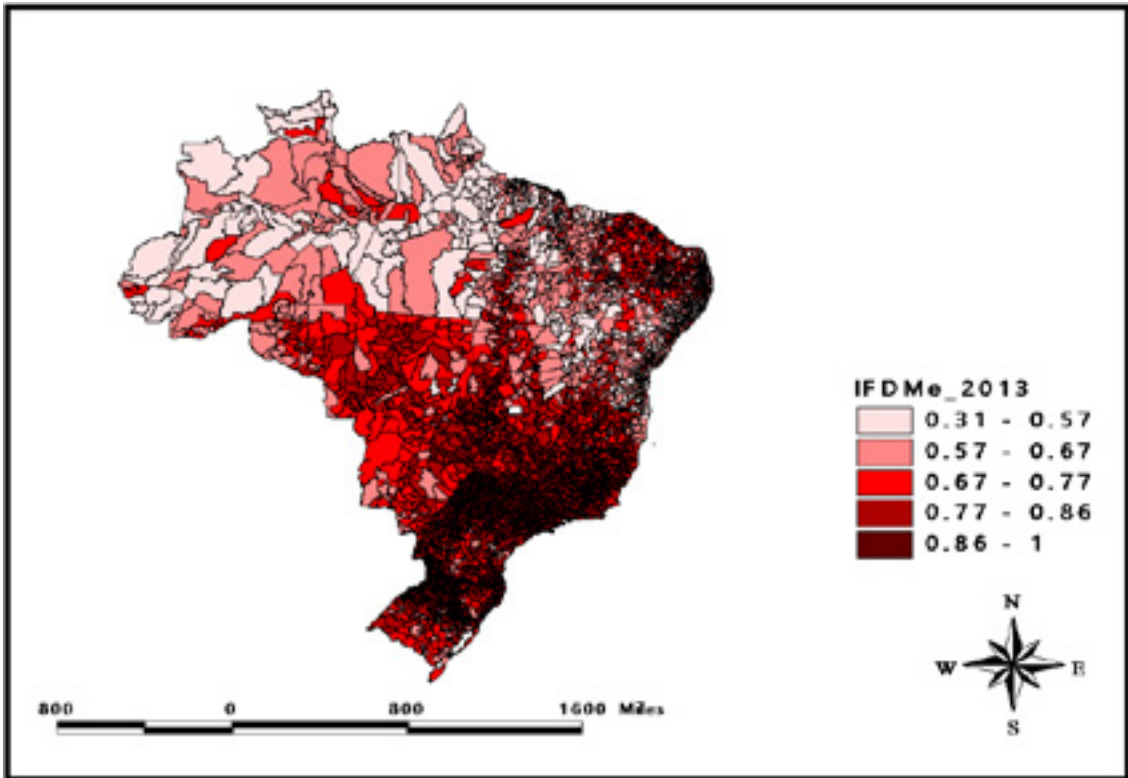 IFDMe_2013
0.31 - 0.57
0.57 - 0.67
0.67 - 0.77
0.77 - 0.86
0.86 - 1
N
W E
S
800 0 800 1600 Miles